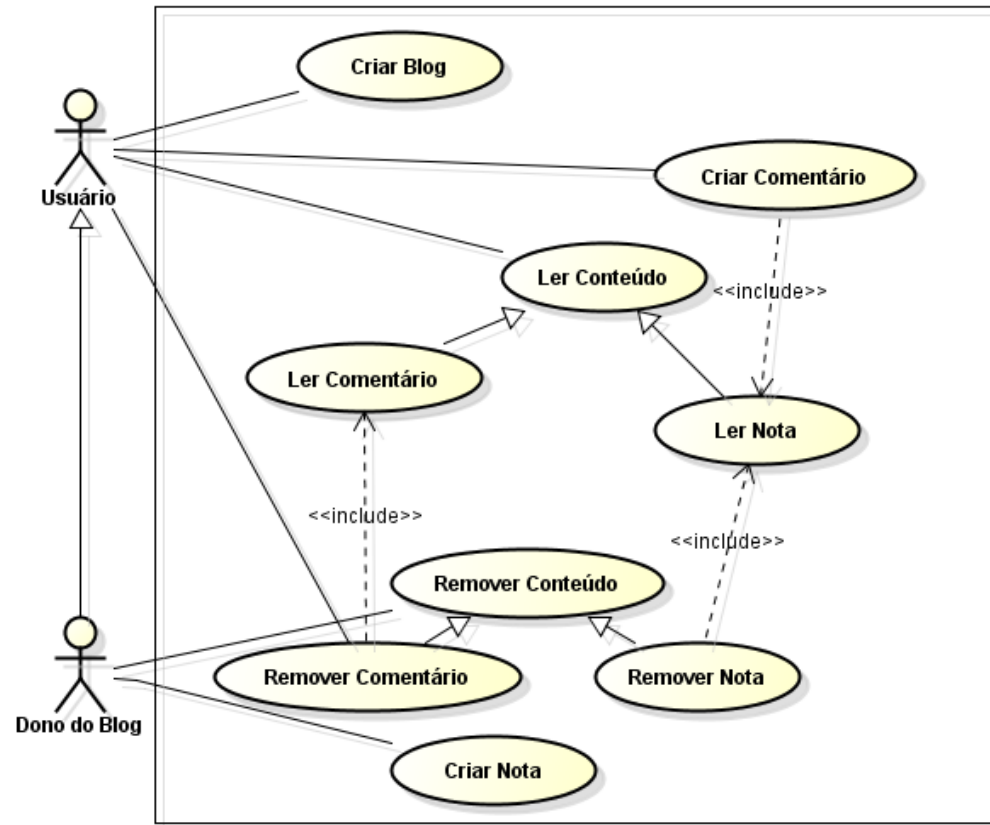 Criar Blog
Usuário
Criar Comentário
Ler Conteúdo
<<include>>
Ler Comentário
Ler Nota
<<include>>
<<include>>
Remover Conteúdo
Remover Comentário
Remover Nota
Dono do Blog
Criar Nota